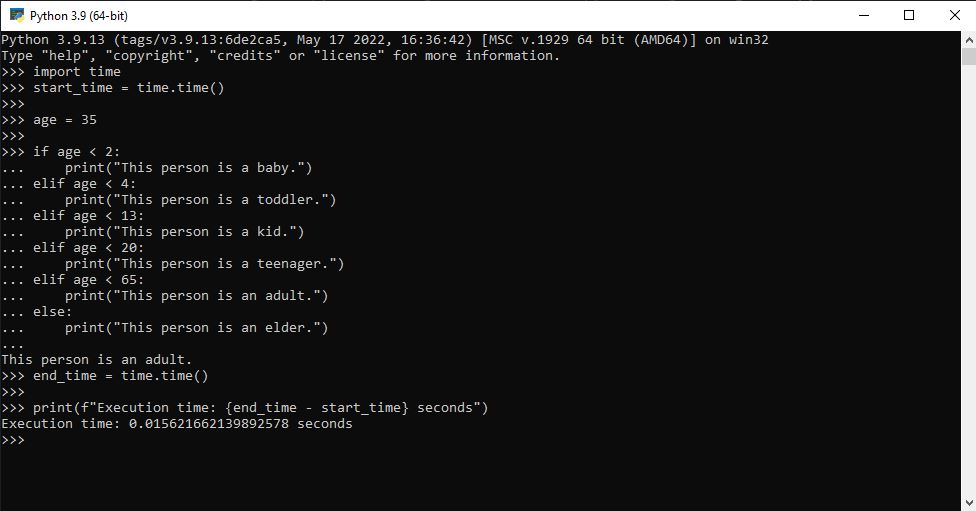 Python 3.9 (64-bit)
Python 3.9.13 (tags/v3.9.13:6de2ca5, May 17 2022, 16:36:42) [MSC v.1929 64 bit (AMD64)] on win32
Type "help", "copyright", "credits" or "license" for more information.
>>> import time
>>> start_time = time.time()
>>>
>>> age = 35
>>>
>>> if age < 2:
...     print("This person is a baby.")
... elif age < 4:
...     print("This person is a toddler.")
... elif age < 13:
...     print("This person is a kid.")
... elif age < 20:
...     print("This person is a teenager.")
... elif age < 65:
...     print("This person is an adult.")
... else:
...     print("This person is an elder.")
...
This person is an adult.
>>> end_time = time.time()
>>>
>>> print(f"Execution time: {end_time - start_time} seconds")
Execution time: 0.015621662139892578 seconds
>>>